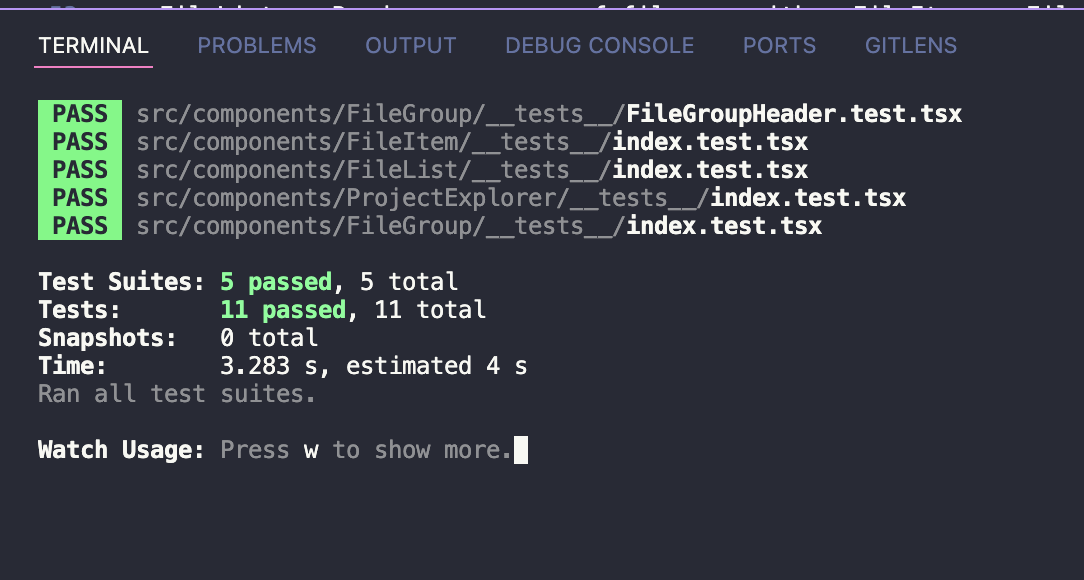 TERMINAL PROBLEMS OUTPUT DEBUG CONSOLE PORTS GITLENS
PASS src/components/FileGroup/__tests__/FileGroupHeader.test.tsx
PASS src/components/FileItem/__tests__/index.test.tsx
PASS src/components/FileList/__tests__/index.test.tsx
PASS src/components/ProjectExplorer/__tests__/index.test.tsx
PASS src/components/FileGroup/__tests__/index.test.tsx
Test Suites: 5 passed, 5 total
Tests: 11 passed, 11 total
Snapshots: 0 total
Time: 3.283 s, estimated 4 s
Ran all test suites.
Watch Usage: Press w to show more.